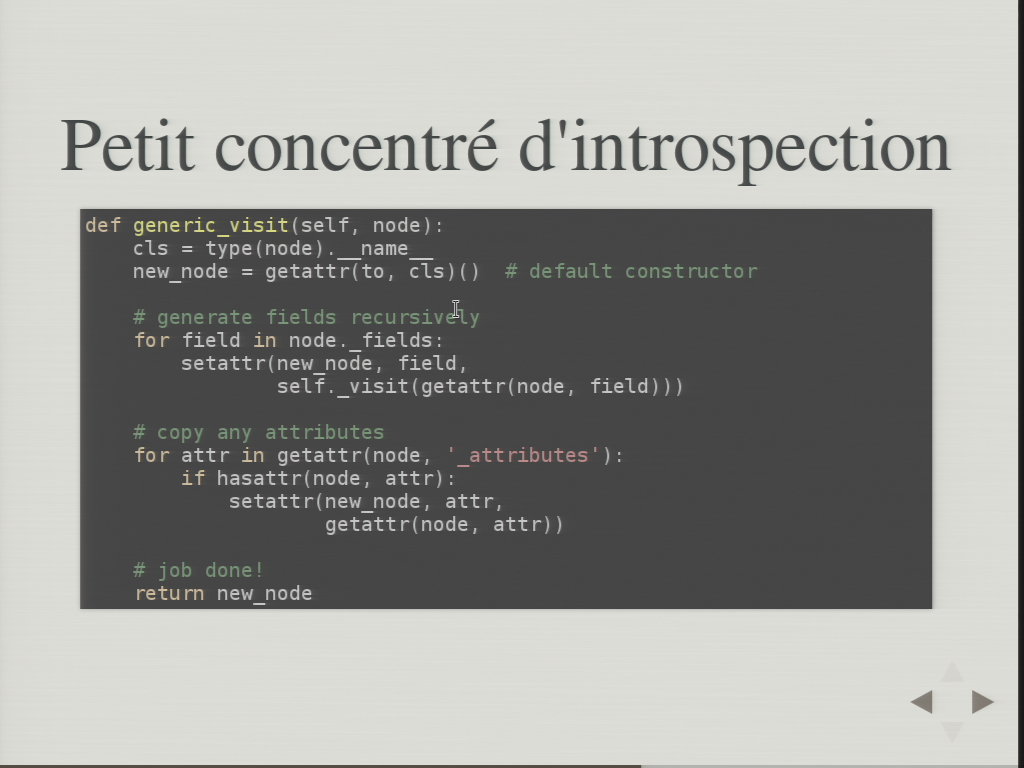 Petit concentré d'introspection
def generic_visit(self, node):
    cls = type(node).__name__
    new_node = getattr(to, cls)()  # default constructor
    # generate fields recursively
    for field in node._fields:
        setattr(new_node, field,
                self._visit(getattr(node, field)))
    # copy any attributes
    for attr in getattr(node, '_attributes'):
        if hasattr(node, attr):
            setattr(new_node, attr,
                    getattr(node, attr))
    # job done!
    return new_node